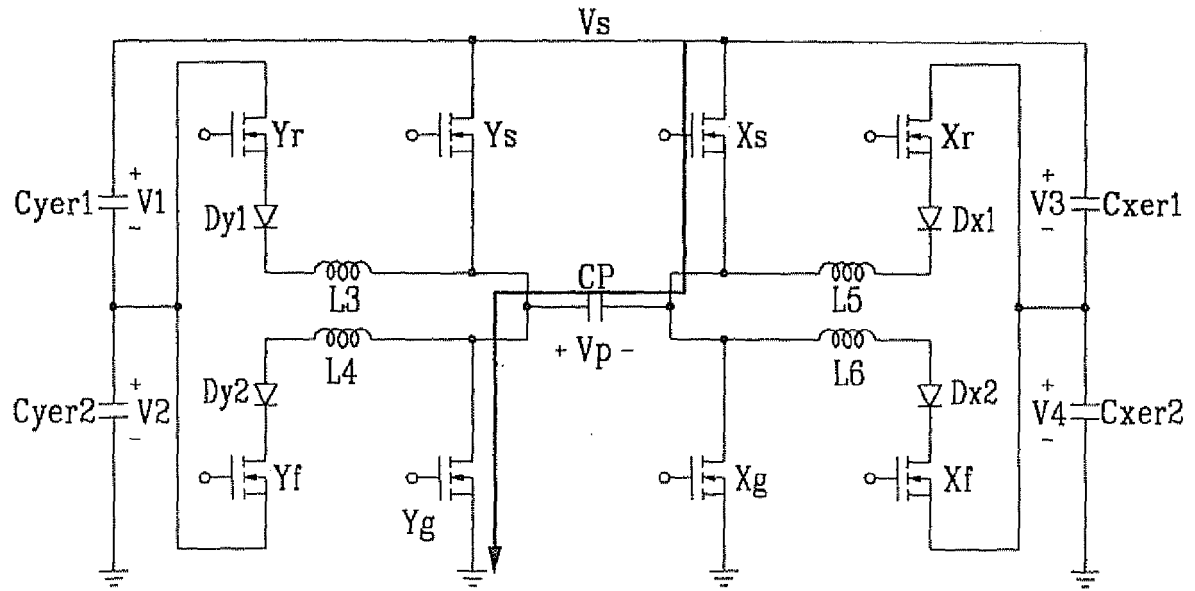 Vs
Yr
Ys
Xs
Xr
Cyer1
+
V1
-
Dy1
+
V3
-
Cxer1
Dx1
L3
CP
L5
+ Vp -
L4
L6
Cyer2
+
V2
-
Dy2
+
V4
-
Cxer2
Dx2
Yf
Yg
Xg
Xf